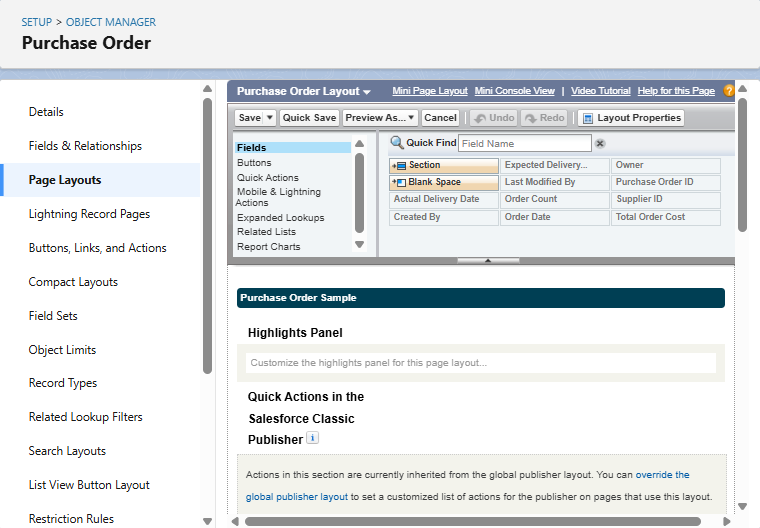 SETUP > OBJECT MANAGER
Purchase Order
Details
Fields & Relationships
Page Layouts
Lightning Record Pages
Buttons, Links, and Actions
Compact Layouts
Field Sets
Object Limits
Record Types
Related Lookup Filters
Search Layouts
List View Button Layout
Restriction Rules
Purchase Order Layout Mini Page Layout Mini Console View | Video Tutorial Help for this Page ?
Save Quick Save Preview As... Cancel Undo Redo Layout Properties
Fields
Buttons
Quick Actions
Mobile & Lightning
Actions
Expanded Lookups
Related Lists
Report Charts
Quick Find Field Name
Section Expected Delivery... Owner
Blank Space Last Modified By Purchase Order ID
Actual Delivery Date Order Count Supplier ID
Created By Order Date Total Order Cost
Purchase Order Sample
Highlights Panel
Customize the highlights panel for this page layout...
Quick Actions in the
Salesforce Classic
Publisher i
Actions in this section are currently inherited from the global publisher layout. You can override the
global publisher layout to set a customized list of actions for the publisher on pages that use this layout.